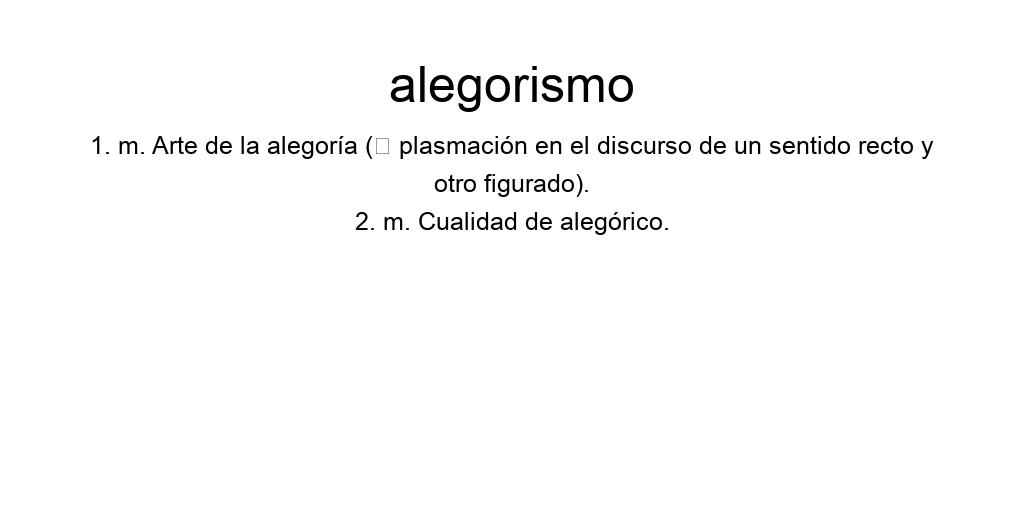 alegorismo
1. m. Arte de la alegoría (□ plasmación en el discurso de un sentido recto y
otro figurado).
2. m. Cualidad de alegórico.